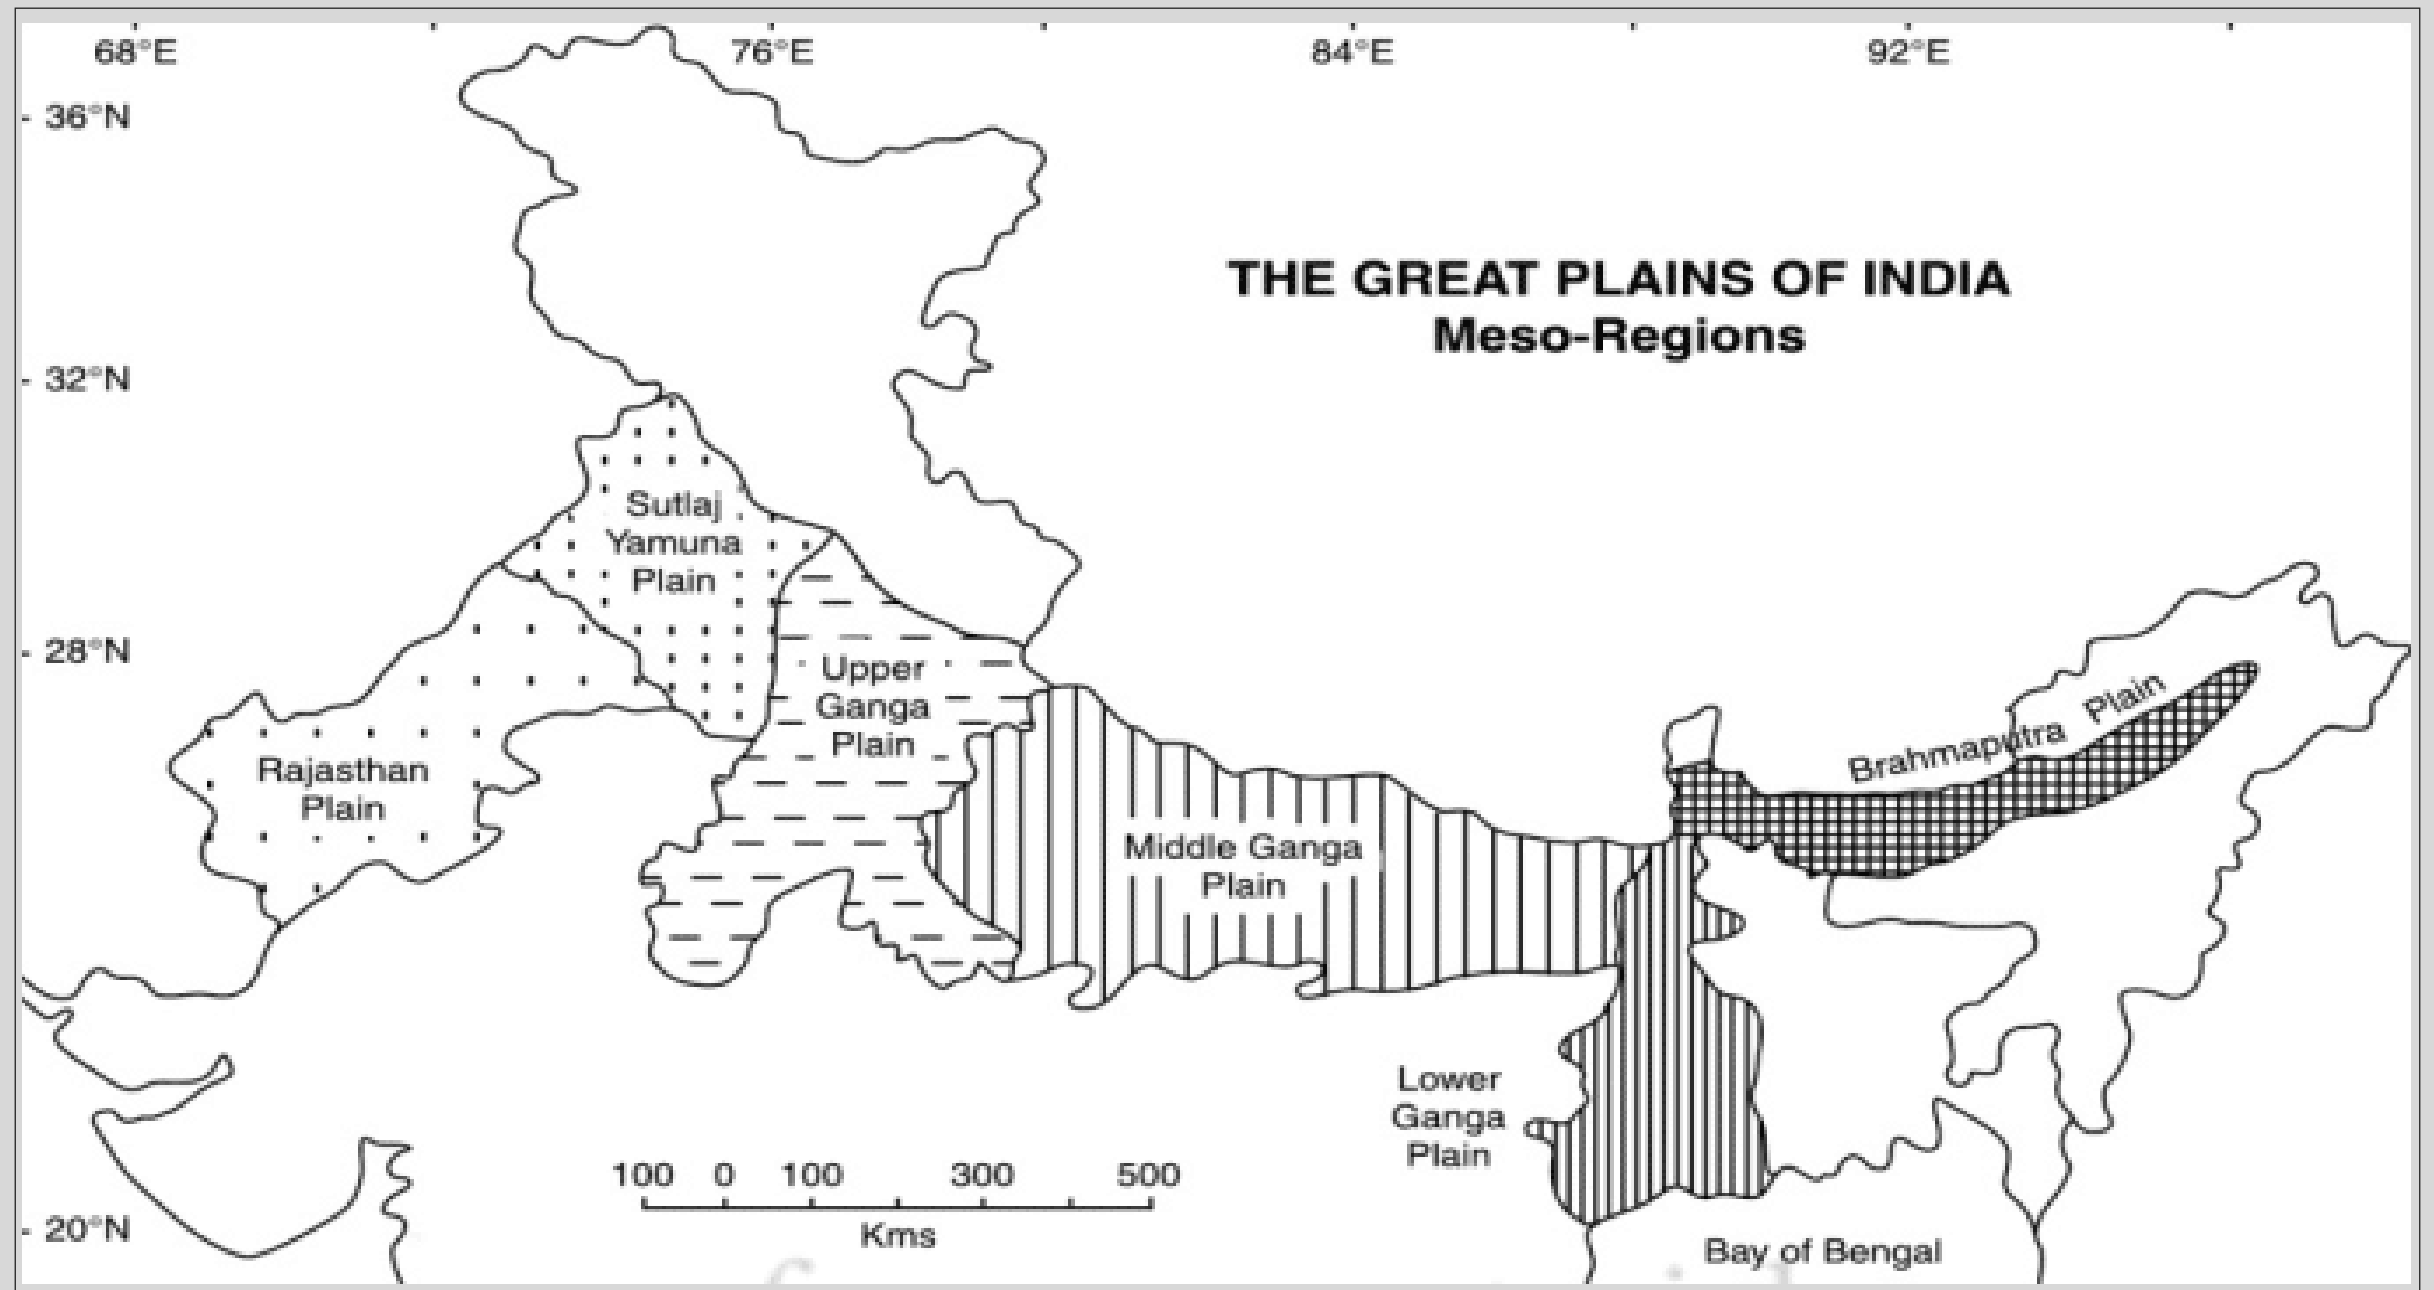 68°E 76°E 84°E 92°E
36°N
THE GREAT PLAINS OF INDIA
Meso-Regions
32°N
Sutlaj
Yamuna
Plain
28°N
Upper
Ganga
Plain
Brahmaputra Plain
Rajasthan
Plain
Middle Ganga
Plain
Lower
Ganga
Plain
100 0 100 300 500
Kms
20°N
Bay of Bengal